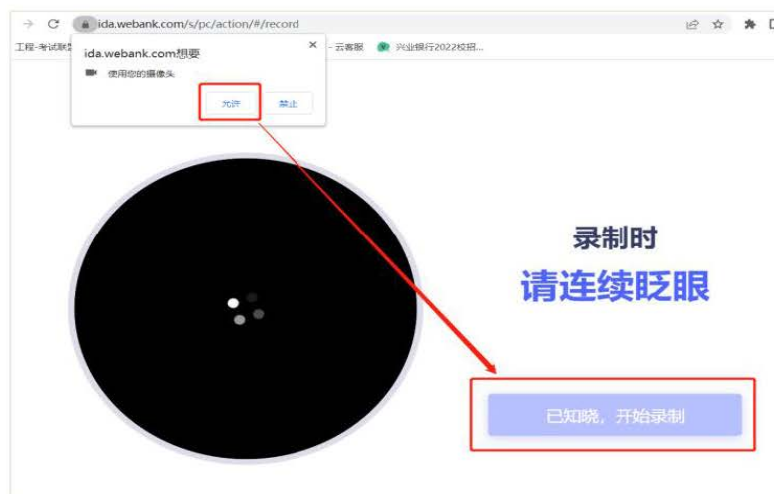 ida.webank.com/s/pc/action/#/record
工程-考试联盟
- 云客服
兴业银行2022校招...
ida.webank.com想要
使用您的摄像头
允许
禁止
录制时
请连续眨眼
已知晓，开始录制